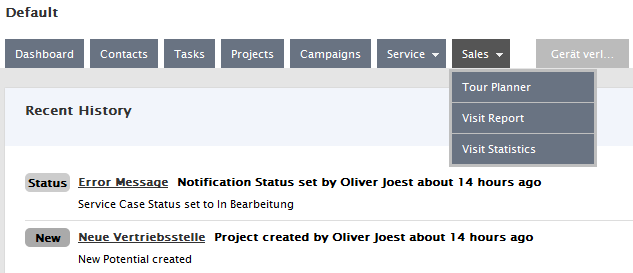 Default
Dashboard Contacts Tasks Projects Campaigns Service Sales Gerät verl...
Tour Planner
Visit Report
Visit Statistics
Recent History
Status Error Message Notification Status set by Oliver Joest about 14 hours ago
Service Case Status set to In Bearbeitung
New Neue Vertriebsstelle Project created by Oliver Joest about 14 hours ago
New Potential created